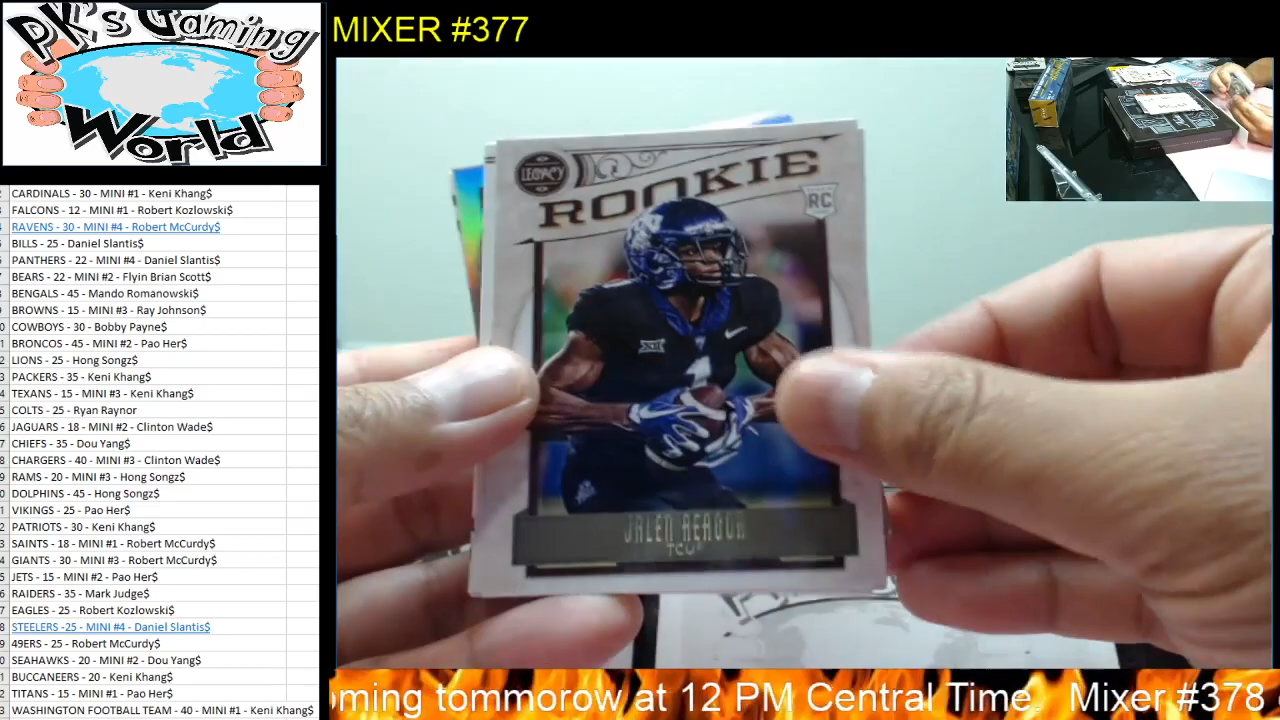 PK's Gaming
World
MIXER #377
CARDINALS - 30 - MINI #1 - Keni Khang$
FALCONS - 12 - MINI #1 - Robert Kozlowski$
RAVENS - 30 - MINI #4 - Robert McCurdy$
BILLS - 25 - Daniel Slantis$
PANTHERS - 22 - MINI #4 - Daniel Slantis$
BEARS - 22 - MINI #2 - Flyin Brian Scott$
BENGALS - 45 - Mando Romanowski$
BROWNS - 15 - MINI #3 - Ray Johnson$
COWBOYS - 30 - Bobby Payne$
BRONCOS - 45 - MINI #2 - Pao Her$
LIONS - 25 - Hong Songz$
PACKERS - 35 - Keni Khang$
TEXANS - 15 - MINI #3 - Keni Khang$
COLTS - 25 - Ryan Raynor
JAGUARS - 18 - MINI #2 - Clinton Wade$
CHIEFS - 35 - Dou Yang$
CHARGERS - 40 - MINI #3 - Clinton Wade$
RAMS - 20 - MINI #3 - Hong Songz$
DOLPHINS - 45 - Hong Songz$
VIKINGS - 25 - Pao Her$
PATRIOTS - 30 - Keni Khang$
SAINTS - 18 - MINI #1 - Robert McCurdy$
GIANTS - 30 - MINI #3 - Robert McCurdy$
JETS - 15 - MINI #2 - Pao Her$
RAIDERS - 35 - Mark Judge$
EAGLES - 25 - Robert Kozlowski$
STEELERS -25 - MINI #4 - Daniel Slantis$
49ERS - 25 - Robert McCurdy$
SEAHAWKS - 20 - MINI #2 - Dou Yang$
BUCCANEERS - 20 - Keni Khang$
TITANS - 15 - MINI #1 - Pao Her$
WASHINGTON FOOTBALL TEAM - 40 - MINI #1 - Keni Khang$
LEGACY
ROOKIE
RC
XII
1
JALEN REAGOR
TCU
oming tommorow at 12 PM Central Time. Mixer #378